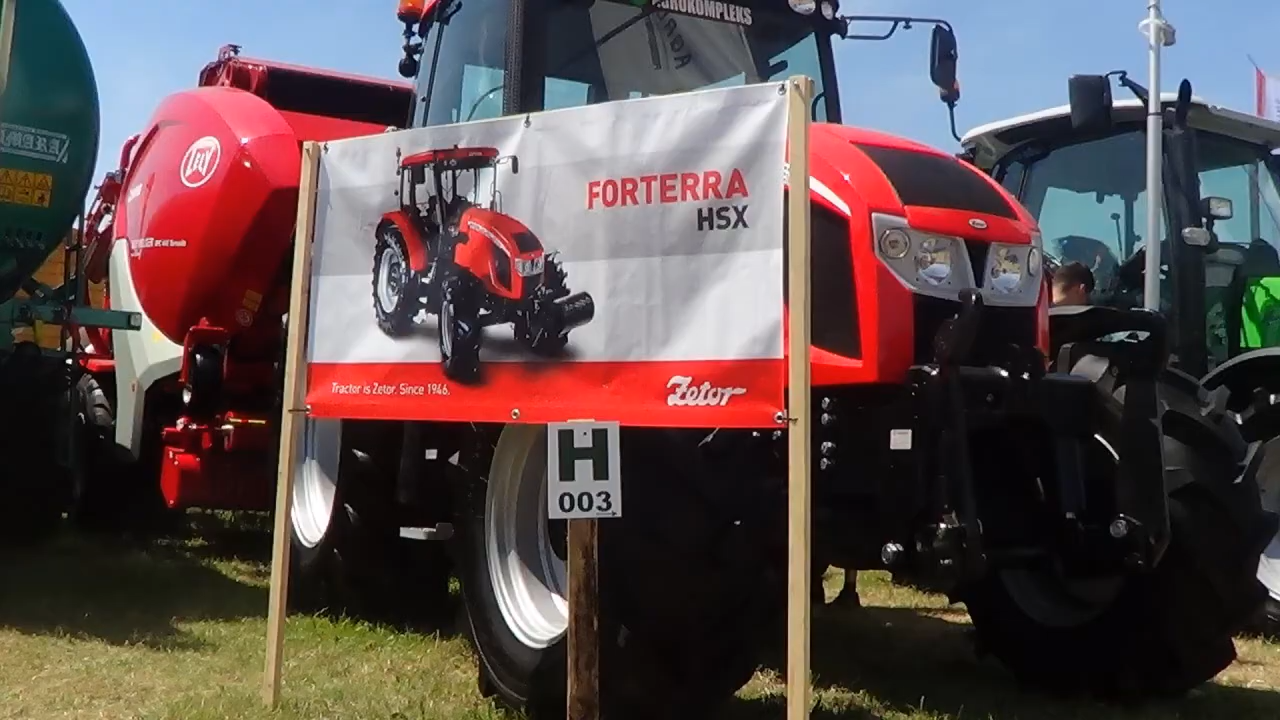 AGROKOMPLEKS
LELY
FORTERRA
HSX
Tractor is Zetor. Since 1946.
Zetor
H
003